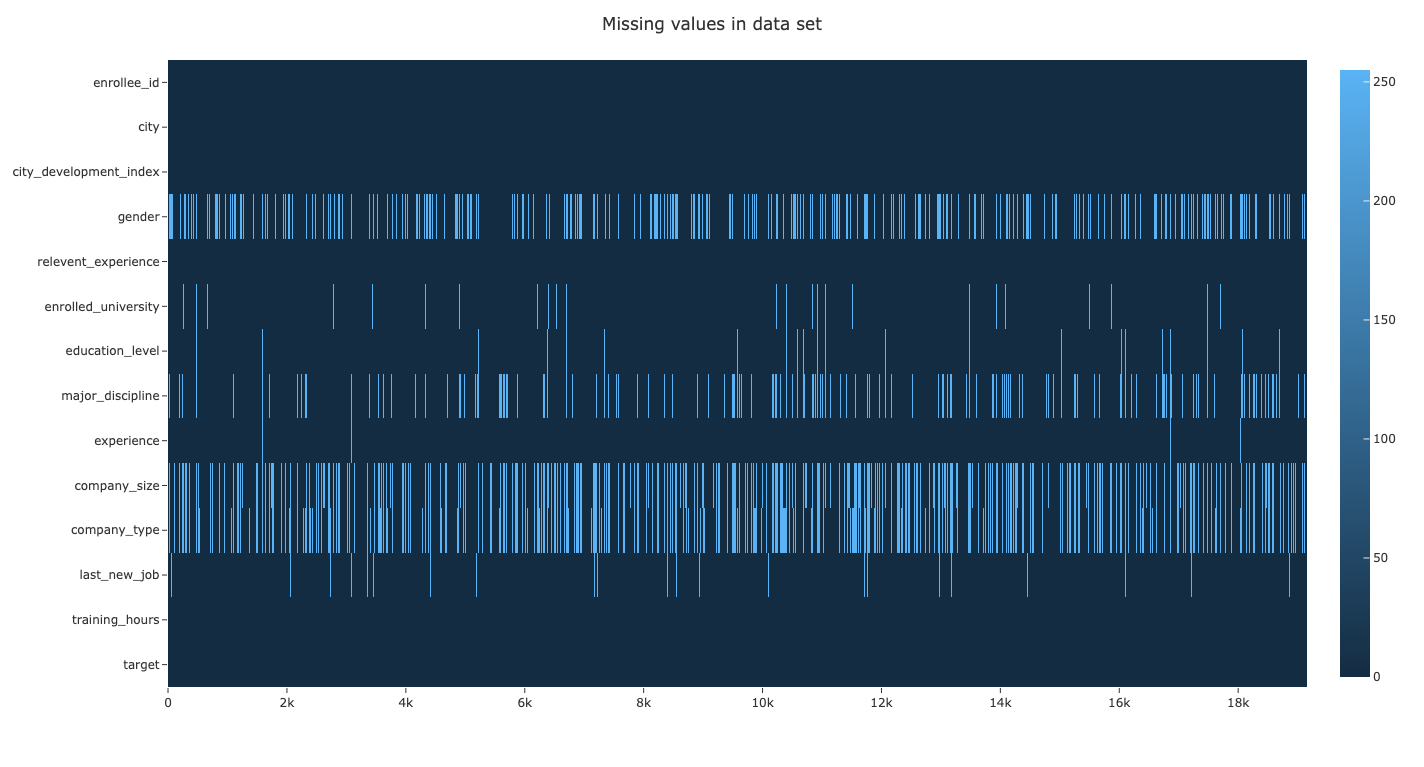 Missing values in data set
enrollee_id
city
city_development_index
gender
relevent_experience
enrolled_university
education_level
major_discipline
experience
company_size
company_type
last_new_job
training_hours
target
0 2k 4k 6k 8k 10k 12k 14k 16k 18k
250
200
150
100
50
0